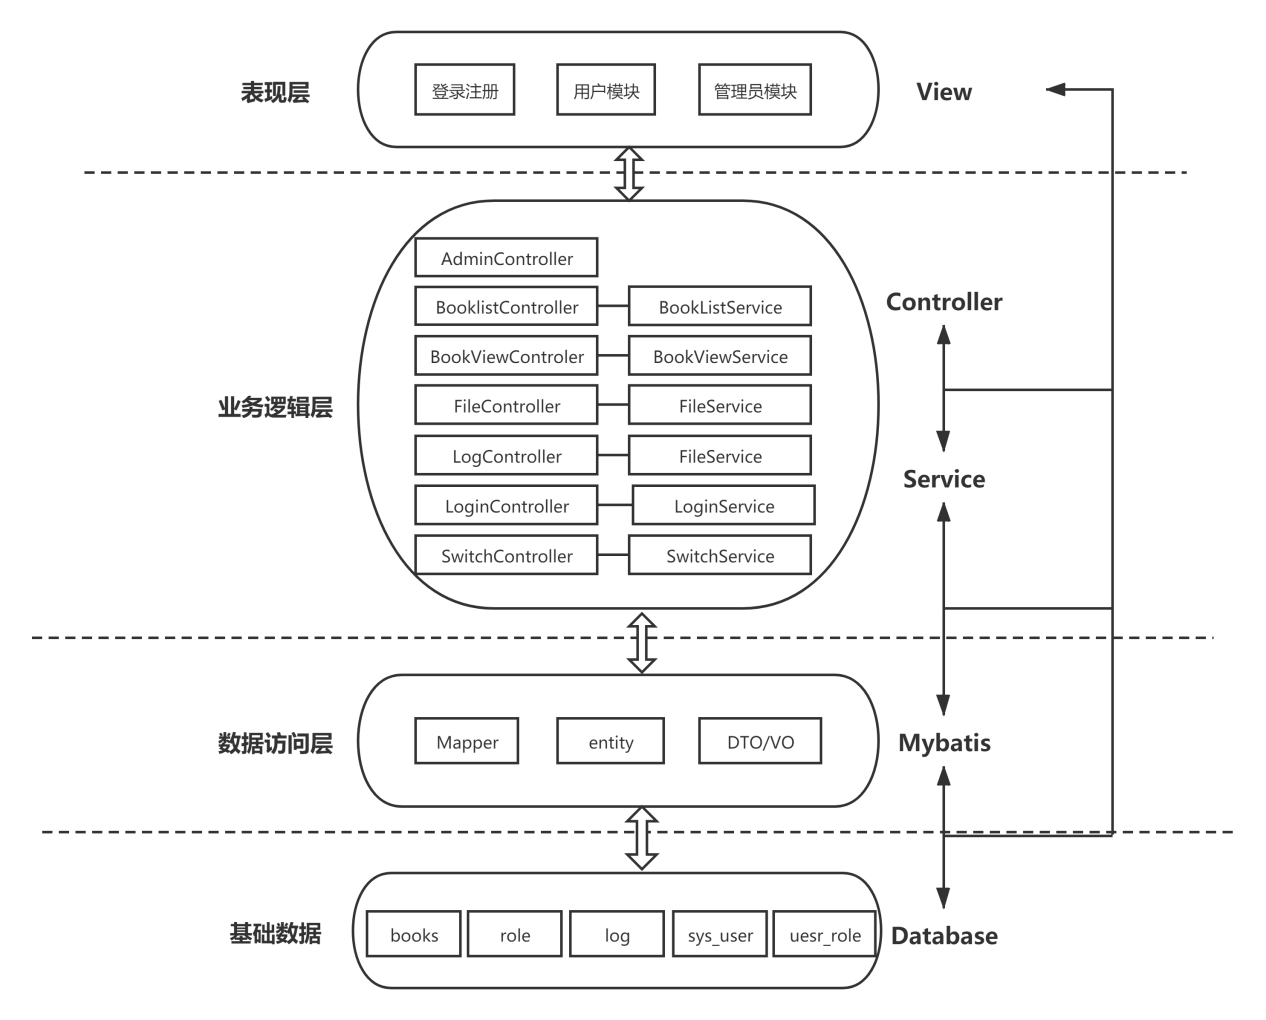 表现层
登录注册
用户模块
管理员模块
View
业务逻辑层
AdminController
BooklistController
BookListService
BookViewControler
BookViewService
FileController
FileService
LogController
FileService
LoginController
LoginService
SwitchController
SwitchService
Controller
Service
数据访问层
Mapper
entity
DTO/VO
Mybatis
基础数据
books
role
log
sys_user
uesr_role
Database